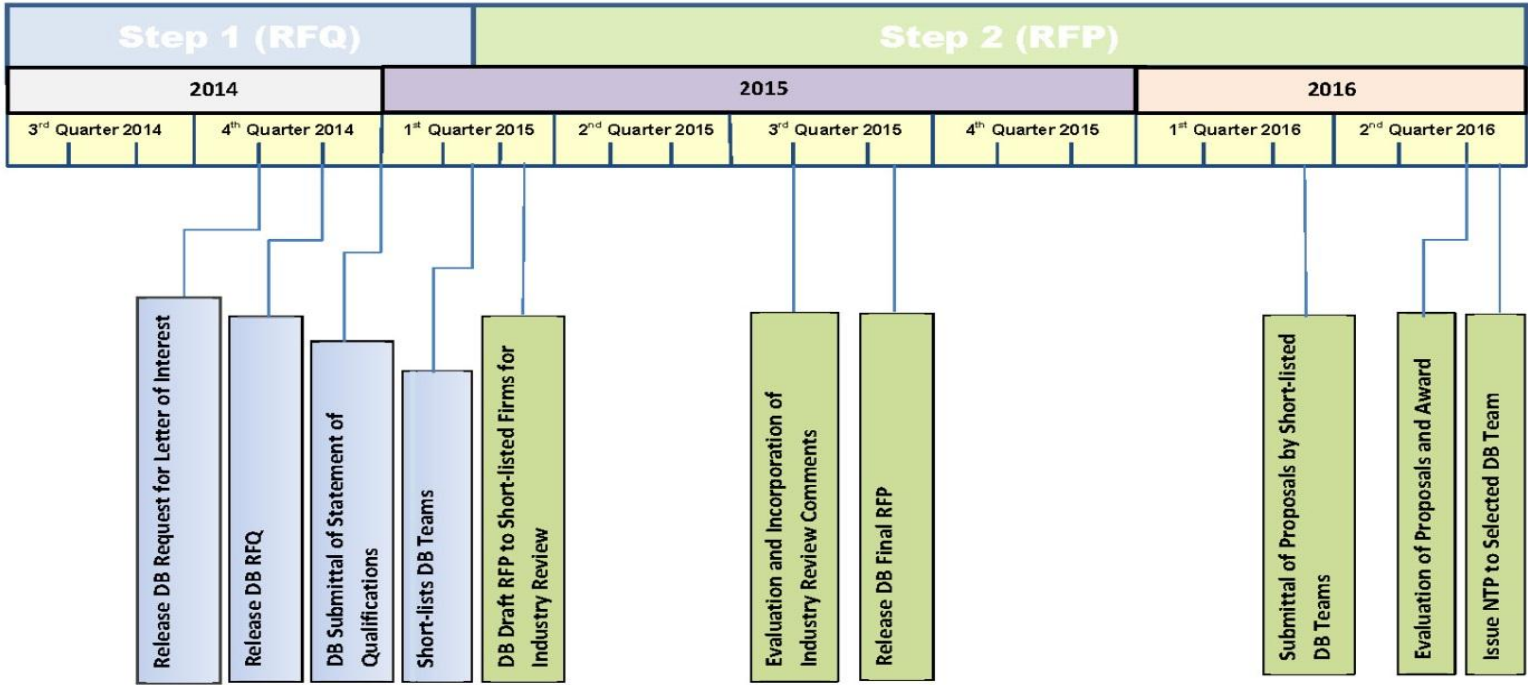 Step 1 (RFQ)
Step 2 (RFP)
2014
2015
2016
3rd Quarter 2014
4th Quarter 2014
1st Quarter 2015
2nd Quarter 2015
3rd Quarter 2015
4th Quarter 2015
1st Quarter 2016
2nd Quarter 2016
Release DB Request for Letter of Interest
Release DB RFQ
DB Submittal of Statement of
Qualifications
Short-lists DB Teams
DB Draft RFP to Short-listed Firms for
Industry Review
Evaluation and Incorporation of
Industry Review Comments
Release DB Final RFP
Submittal of Proposals by Short-listed
DB Teams
Evaluation of Proposals and Award
Issue NTP to Selected DB Team